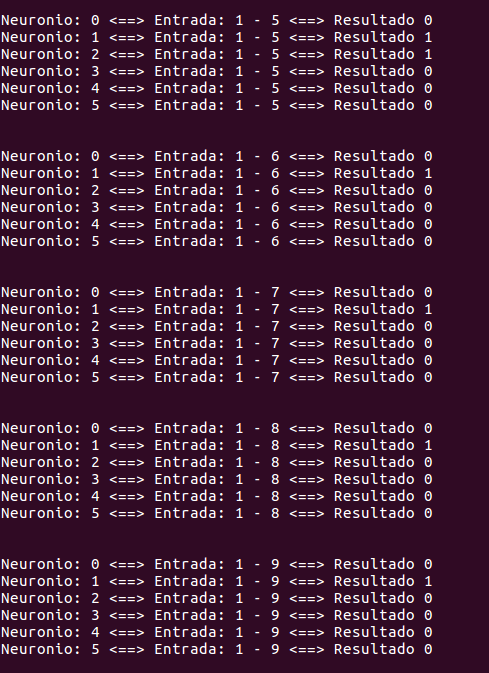 Neuronio: 0 <==> Entrada: 1 - 5 <==> Resultado 0
Neuronio: 1 <==> Entrada: 1 - 5 <==> Resultado 1
Neuronio: 2 <==> Entrada: 1 - 5 <==> Resultado 1
Neuronio: 3 <==> Entrada: 1 - 5 <==> Resultado 0
Neuronio: 4 <==> Entrada: 1 - 5 <==> Resultado 0
Neuronio: 5 <==> Entrada: 1 - 5 <==> Resultado 0

Neuronio: 0 <==> Entrada: 1 - 6 <==> Resultado 0
Neuronio: 1 <==> Entrada: 1 - 6 <==> Resultado 1
Neuronio: 2 <==> Entrada: 1 - 6 <==> Resultado 0
Neuronio: 3 <==> Entrada: 1 - 6 <==> Resultado 0
Neuronio: 4 <==> Entrada: 1 - 6 <==> Resultado 0
Neuronio: 5 <==> Entrada: 1 - 6 <==> Resultado 0

Neuronio: 0 <==> Entrada: 1 - 7 <==> Resultado 0
Neuronio: 1 <==> Entrada: 1 - 7 <==> Resultado 1
Neuronio: 2 <==> Entrada: 1 - 7 <==> Resultado 0
Neuronio: 3 <==> Entrada: 1 - 7 <==> Resultado 0
Neuronio: 4 <==> Entrada: 1 - 7 <==> Resultado 0
Neuronio: 5 <==> Entrada: 1 - 7 <==> Resultado 0

Neuronio: 0 <==> Entrada: 1 - 8 <==> Resultado 0
Neuronio: 1 <==> Entrada: 1 - 8 <==> Resultado 1
Neuronio: 2 <==> Entrada: 1 - 8 <==> Resultado 0
Neuronio: 3 <==> Entrada: 1 - 8 <==> Resultado 0
Neuronio: 4 <==> Entrada: 1 - 8 <==> Resultado 0
Neuronio: 5 <==> Entrada: 1 - 8 <==> Resultado 0

Neuronio: 0 <==> Entrada: 1 - 9 <==> Resultado 0
Neuronio: 1 <==> Entrada: 1 - 9 <==> Resultado 1
Neuronio: 2 <==> Entrada: 1 - 9 <==> Resultado 0
Neuronio: 3 <==> Entrada: 1 - 9 <==> Resultado 0
Neuronio: 4 <==> Entrada: 1 - 9 <==> Resultado 0
Neuronio: 5 <==> Entrada: 1 - 9 <==> Resultado 0